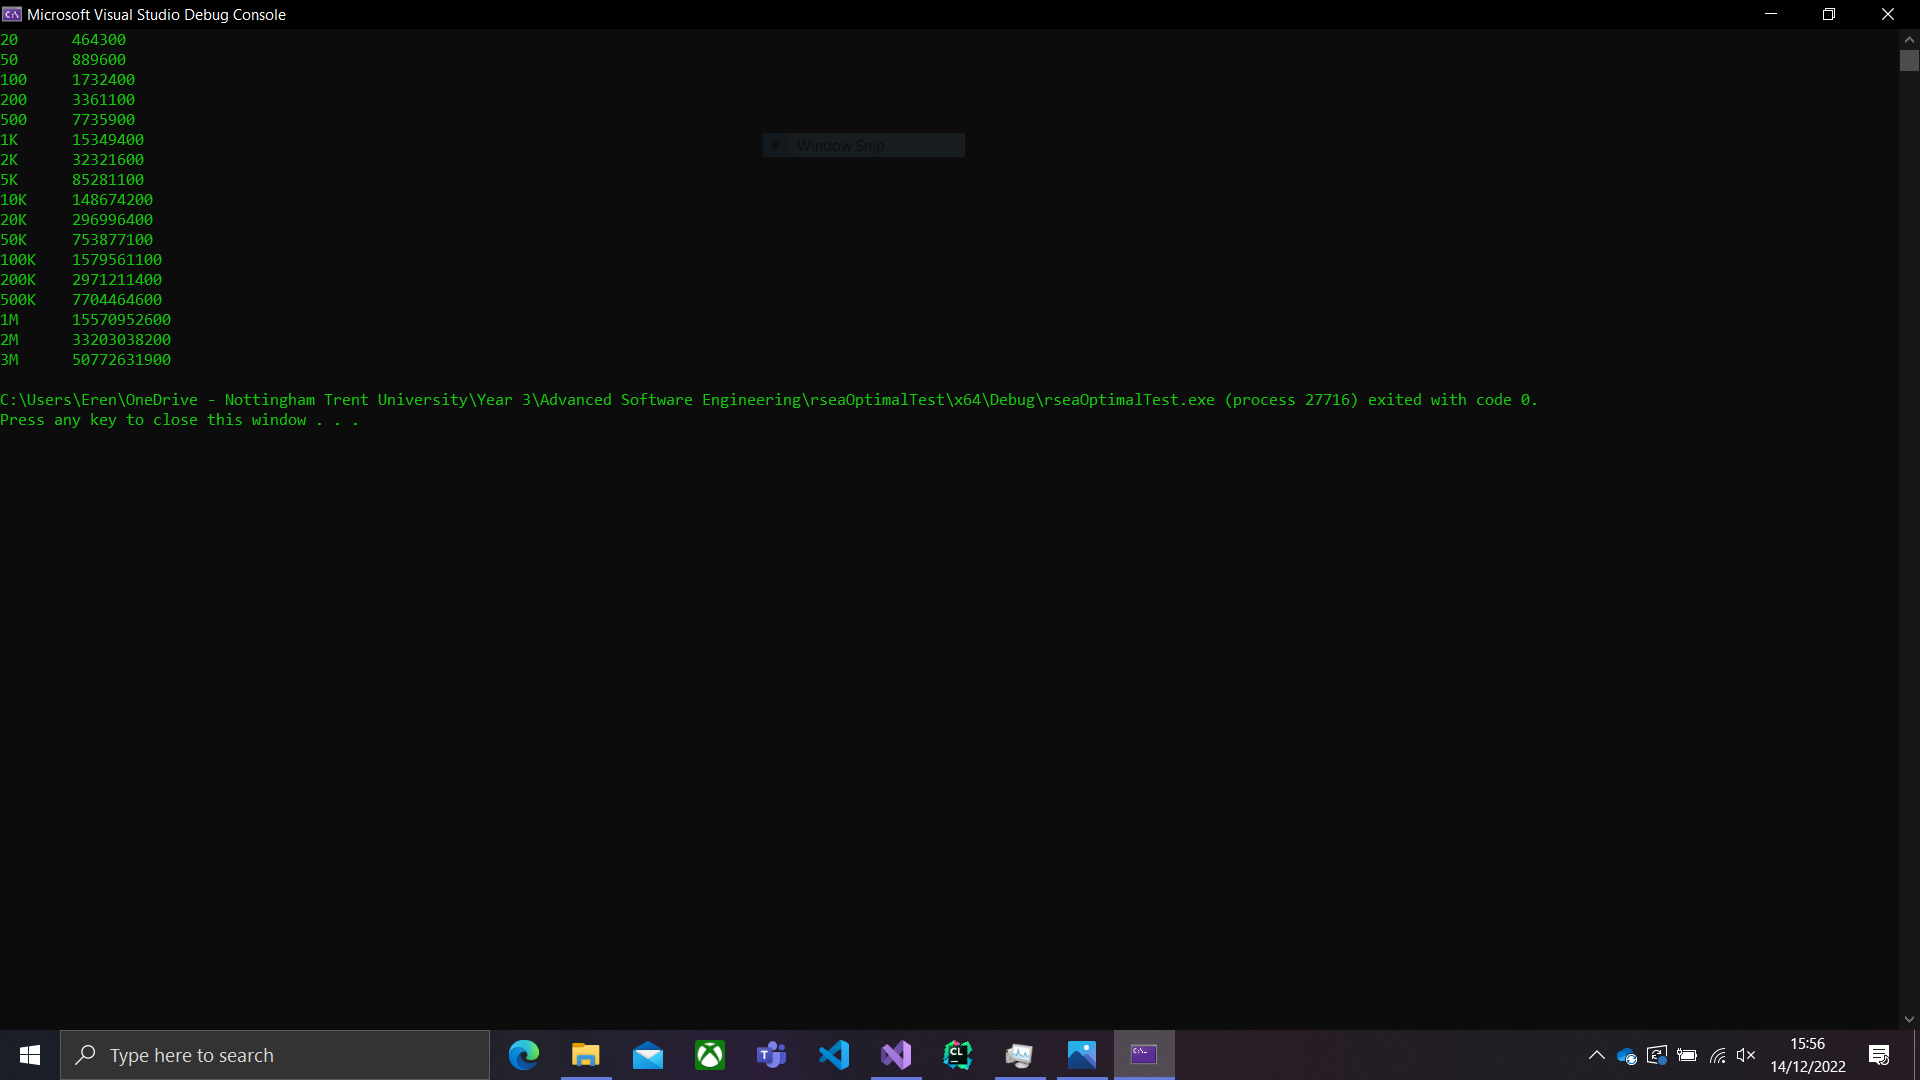 Microsoft Visual Studio Debug Console
20 464300
50 889600
100 1732400
200 3361100
500 7735900
1K 15349400
2K 32321600
5K 85281100
10K 148674200
20K 296996400
50K 753877100
100K 1579561100
200K 2971211400
500K 7704464600
1M 15570952600
2M 33203038200
3M 50772631900
Window Snip
C:\Users\Eren\OneDrive - Nottingham Trent University\Year 3\Advanced Software Engineering\rseaOptimalTest\x64\Debug\rseaOptimalTest.exe (process 27716) exited with code 0.
Press any key to close this window . . .
Type here to search
15:56
14/12/2022